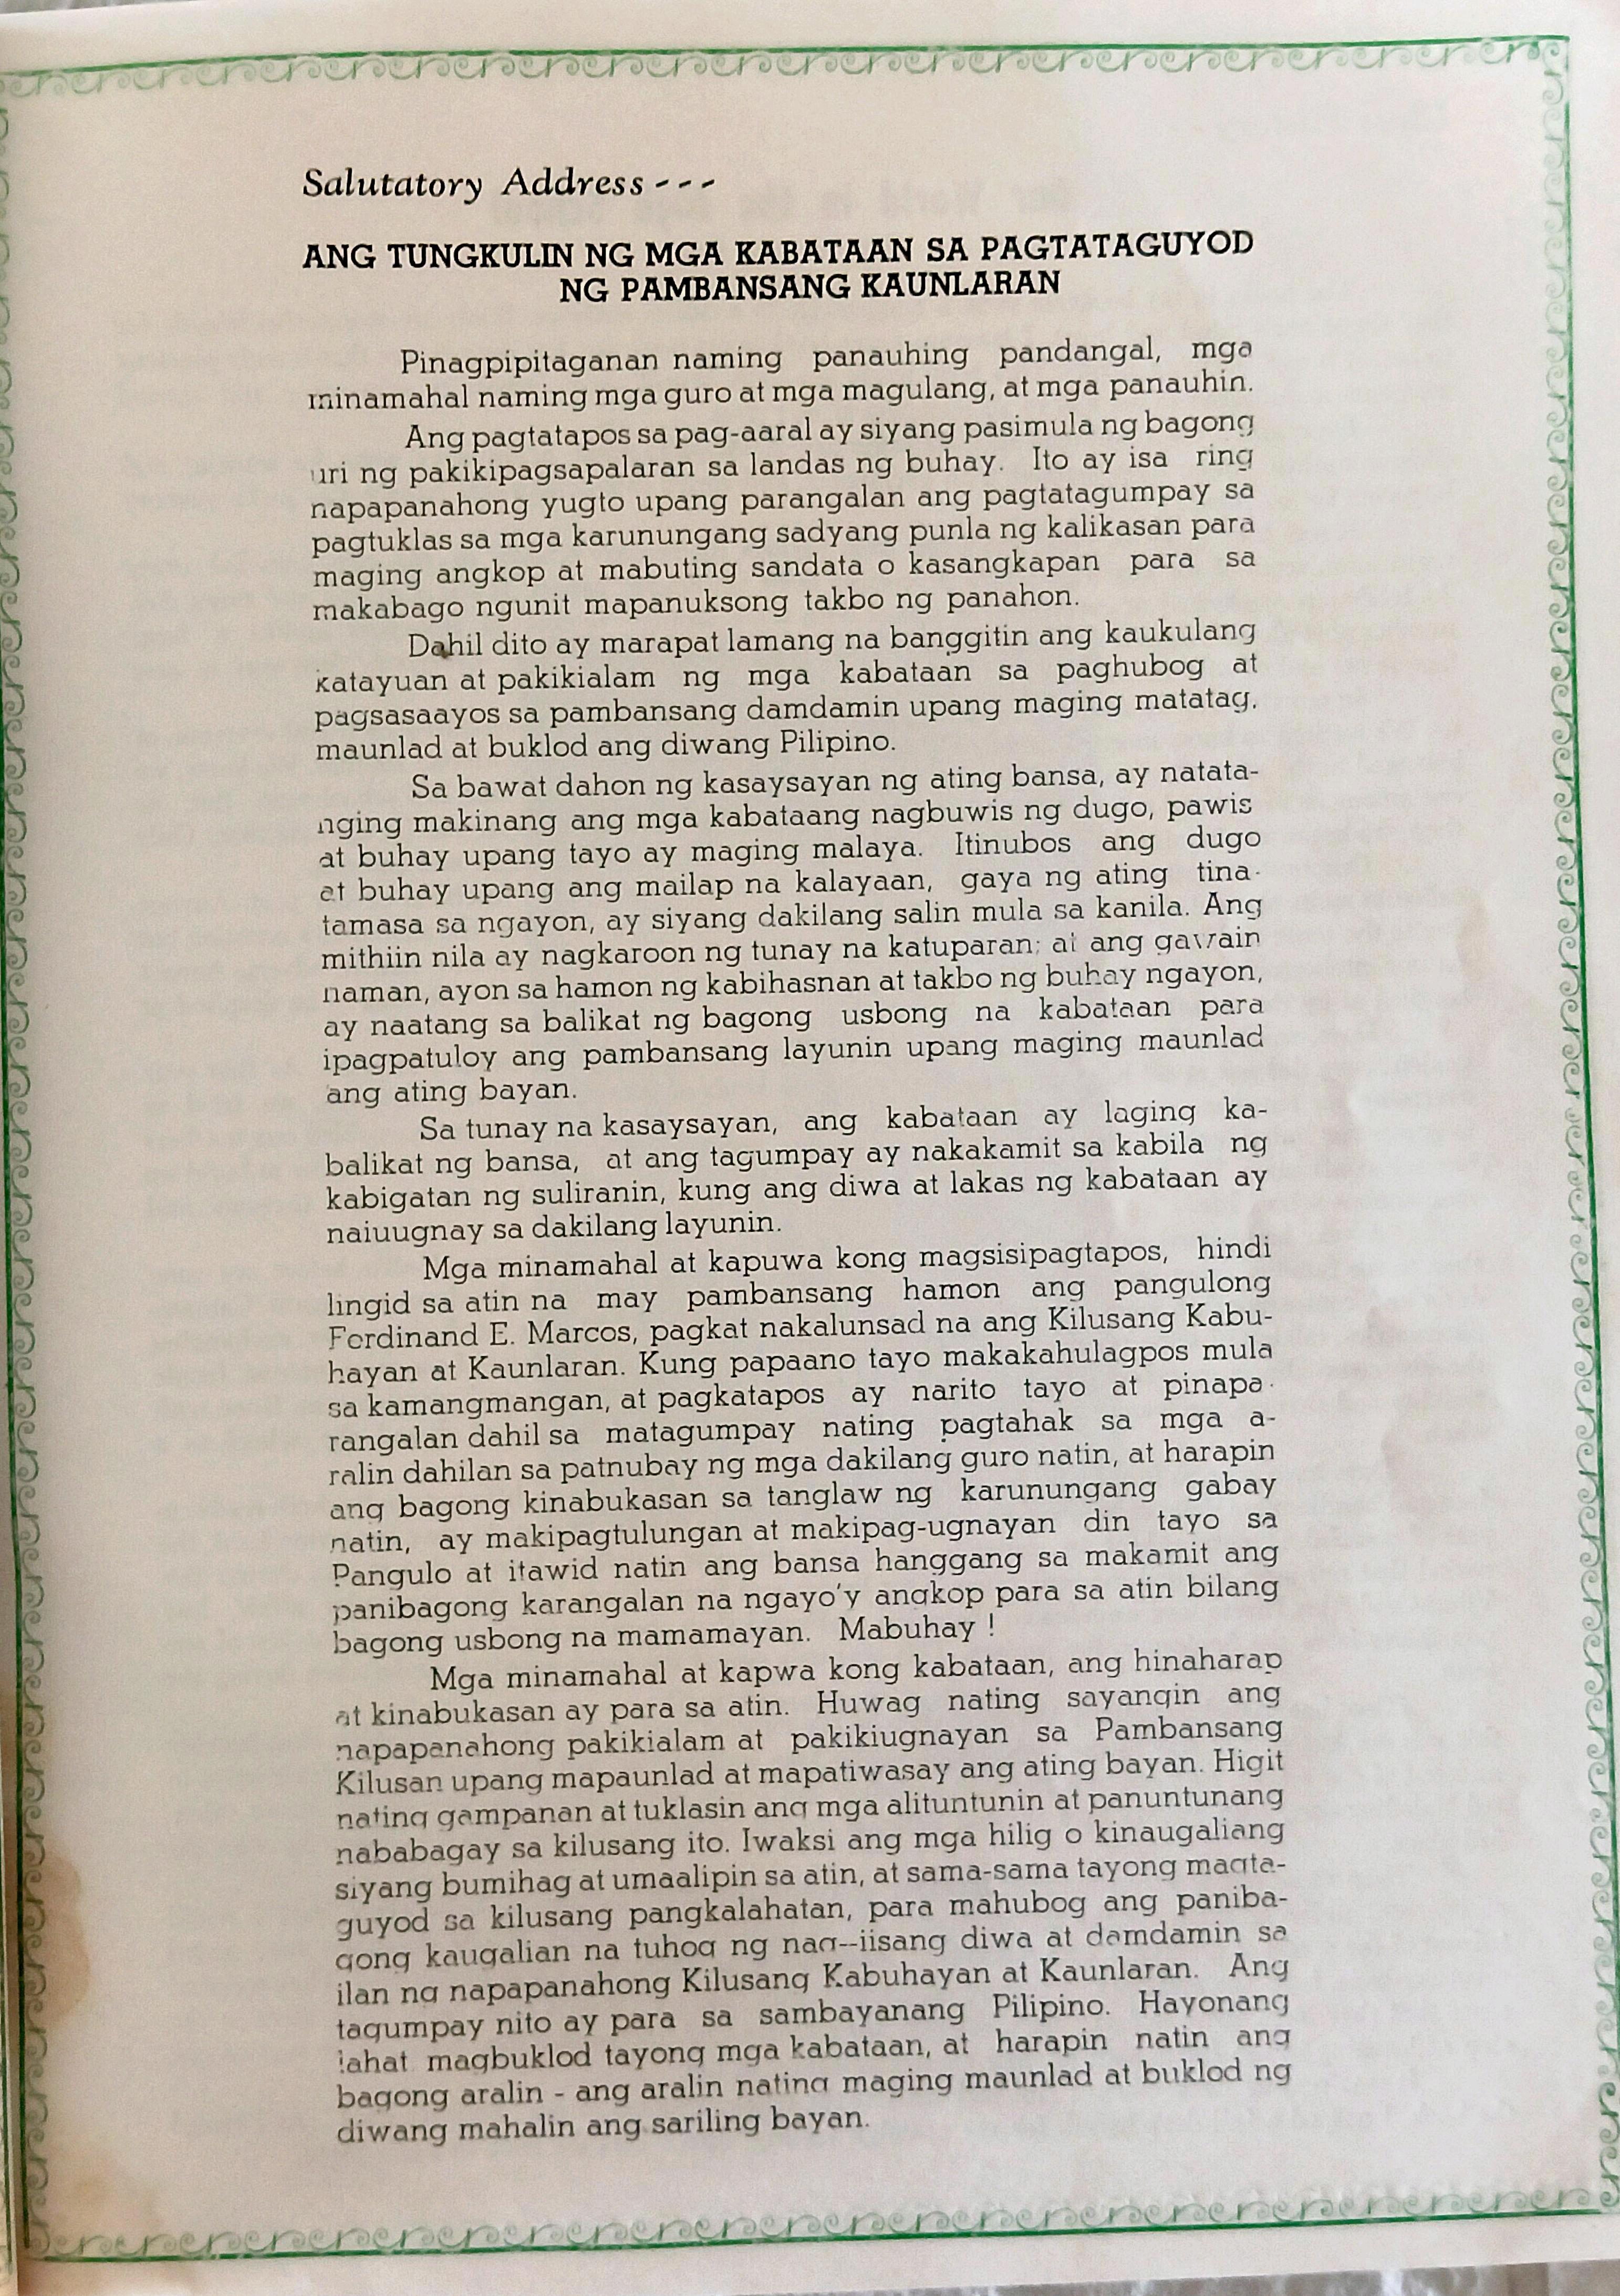 Salutatory Address - - -
ANG TUNGKULIN NG MGA KABATAAN SA PAGTATAGUYOD
NG PAMBANSANG KAUNLARAN
Pinagpipitaganan naming panauhing pandangal, mga
minamahal naming mga guro at mga magulang, at mga panauhin.
Ang pagtatapos sa pag-aaral ay siyang pasimula ng bagong
uri ng pakikipagsapalaran sa landas ng buhay. Ito ay isa ring
napapanahong yugto upang parangalan ang pagtatagumpay sa
pagtuklas sa mga karunungang sadyang punla ng kalikasan para
maging angkop at mabuting sandata o kasangkapan para sa
makabago ngunit mapanuksong takbo ng panahon.
Dahil dito ay marapat lamang na banggitin ang kaukulang
katayuan at pakikialam ng mga kabataan sa paghubog at
pagsasaayos sa pambansang damdamin upang maging matatag,
maunlad at buklod ang diwang Pilipino.
Sa bawat dahon ng kasaysayan ng ating bansa, ay natata-
nging makinang ang mga kabataang nagbuwis ng dugo, pawis
at buhay upang tayo ay maging malaya. Itinubos ang dugo
at buhay upang ang mailap na kalayaan, gaya ng ating tina-
tamasa sa ngayon, ay siyang dakilang salin mula sa kanila. Ang
mithiin nila ay nagkaroon ng tunay na katuparan; at ang gawain
naman, ayon sa hamon ng kabihasnan at takbo ng buhay ngayon,
ay naatang sa balikat ng bagong usbong na kabataan para
ipagpatuloy ang pambansang layunin upang maging maunlad
ang ating bayan.
Sa tunay na kasaysayan, ang kabataan ay laging ka-
balikat ng bansa, at ang tagumpay ay nakakamit sa kabila ng
kabigatan ng suliranin, kung ang diwa at lakas ng kabataan ay
naiuugnay sa dakilang layunin.
Mga minamahal at kapuwa kong magsisipagtapos, hindi
lingid sa atin na may pambansang hamon ang pangulong
Ferdinand E. Marcos, pagkat nakalunsad na ang Kilusang Kabu-
hayan at Kaunlaran. Kung papaano tayo makakahulagpos mula
sa kamangmangan, at pagkatapos ay narito tayo at pinapa-
rangalan dahil sa matagumpay nating pagtahak sa mga a-
ralin dahilan sa patnubay ng mga dakilang guro natin, at harapin
ang bagong kinabukasan sa tanglaw ng karunungang gabay
natin, ay makipagtulungan at makipag-ugnayan din tayo sa
Pangulo at itawid natin ang bansa hanggang sa makamit ang
panibagong karangalan na ngayo'y angkop para sa atin bilang
bagong usbong na mamamayan. Mabuhay !
Mga minamahal at kapwa kong kabataan, ang hinaharap
at kinabukasan ay para sa atin. Huwag nating sayangin ang
napapanahong pakikialam at pakikiugnayan sa Pambansang
Kilusan upang mapaunlad at mapatiwasay ang ating bayan. Higit
nating gampanan at tuklasin ang mga alituntunin at panuntunang
nababagay sa kilusang ito. Iwaksi ang mga hilig o kinaugaliang
siyang bumihag at umaalipin sa atin, at sama-sama tayong magta-
guyod sa kilusang pangkalahatan, para mahubog ang paniba-
gong kaugalian na tuhog ng nag--iisang diwa at damdamin sa
ilan ng napapanahong Kilusang Kabuhayan at Kaunlaran. Ang
tagumpay nito ay para sa sambayanang Pilipino. Hayonang
lahat magbuklod tayong mga kabataan, at harapin natin ang
bagong aralin - ang aralin nating maging maunlad at buklod ng
diwang mahalin ang sariling bayan.